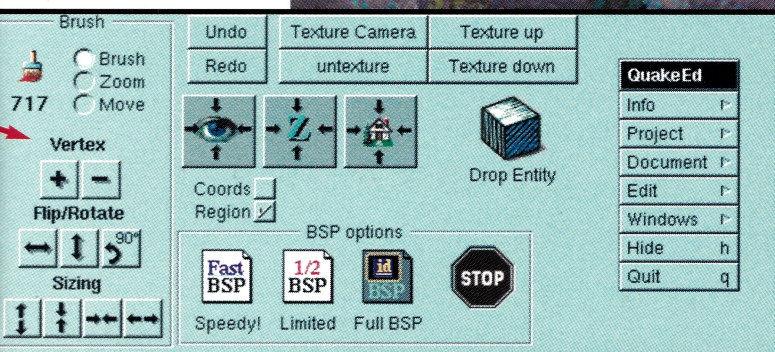 Brush
Brush
Zoom
Move
717
Vertex
+ -
Flip/Rotate
90°
Sizing
Undo
Texture Camera
Texture up
Redo
untexture
Texture down
Z
Coords
Region
Drop Entity
BSP options
Fast
BSP
Speedy!
1/2
BSP
Limited
id
BSP
Full BSP
STOP
QuakeEd
Info
Project
Document
Edit
Windows
Hide h
Quit q